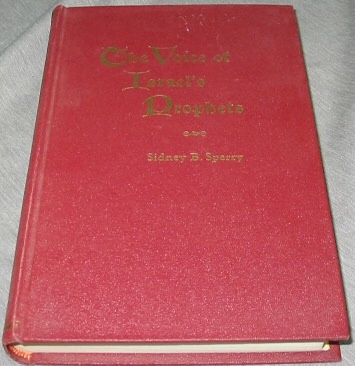 The Voice of
Israel's
Prophets
Sidney B. Sperry